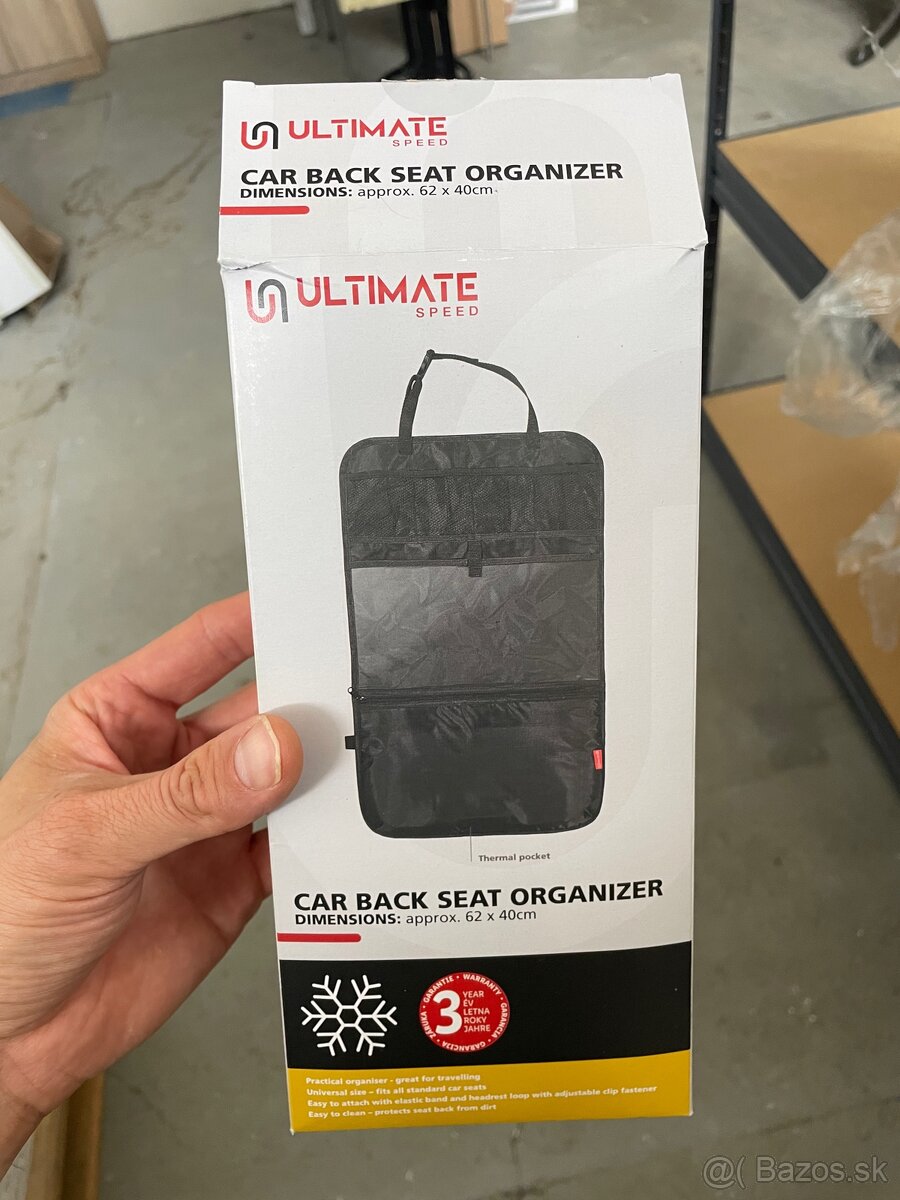 ULTIMATE
SPEED
CAR BACK SEAT ORGANIZER
DIMENSIONS: approx. 62 x 40cm
ULTIMATE
SPEED
Thermal pocket
CAR BACK SEAT ORGANIZER
DIMENSIONS: approx. 62 x 40cm
GARANTIE • WARRANTY • GARANCIA • GARANCIJA • ZÁRUKA •
3 YEAR
ÉV
LETNA
ROKY
JAHRE
Practical organiser - great for travelling
Universal size – fits all standard car seats
Easy to attach with elastic band and headrest loop with adjustable clip fastener
Easy to clean – protects seat back from dirt
@( Bazos.sk